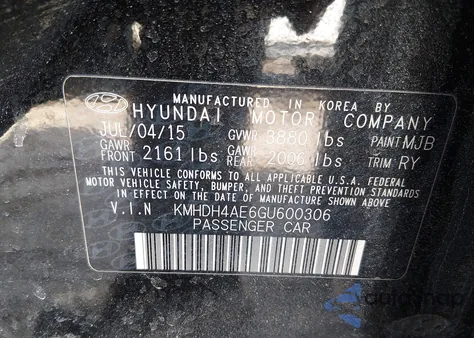 MANUFACTURED IN KOREA BY
HYUNDAI MOTOR COMPANY
JUL/04/15 GVWR 3880 lbs PAINT MJB
GAWR FRONT 2161 lbs GAWR REAR 2006 lbs TRIM RY
THIS VEHICLE CONFORMS TO ALL APPLICABLE U.S.A. FEDERAL
MOTOR VEHICLE SAFETY, BUMPER, AND THEFT PREVENTION STANDARDS
IN EFFECT ON THE DATE OF MANUFACTURE SHOWN ABOVE.
V.I.N KMHDH4AE6GU600306
PASSENGER CAR
autosnap